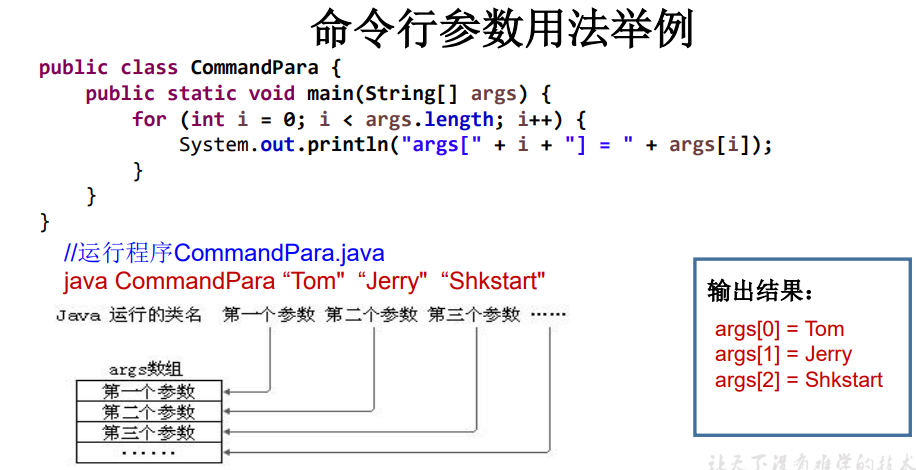 命令行参数用法举例
public class CommandPara {
public static void main(String[] args) {
for (int i = 0; i < args.length; i++) {
System.out.println("args[" + i + "] = " + args[i]);
}
}
}
//运行程序CommandPara.java
java CommandPara “Tom" “Jerry" “Shkstart"
Java 运行的类名 第一个参数 第二个参数 第三个参数 ……
args数组
第一个参数
第二个参数
第三个参数
……
输出结果：
args[0] = Tom
args[1] = Jerry
args[2] = Shkstart
让天下没有难学的技术